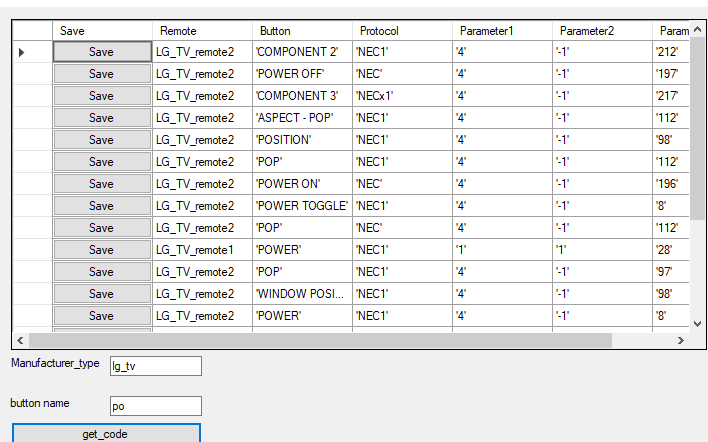 Save Remote Button Protocol Parameter1 Parameter2 Param
Save LG_TV_remote2 'COMPONENT 2' 'NEC1' '4' '-1' '212'
Save LG_TV_remote2 'POWER OFF' 'NEC' '4' '-1' '197'
Save LG_TV_remote2 'COMPONENT 3' 'NECx1' '4' '-1' '217'
Save LG_TV_remote2 'ASPECT - POP' 'NEC1' '4' '-1' '112'
Save LG_TV_remote2 'POSITION' 'NEC1' '4' '-1' '98'
Save LG_TV_remote2 'POP' 'NEC1' '4' '-1' '112'
Save LG_TV_remote2 'POWER ON' 'NEC' '4' '-1' '196'
Save LG_TV_remote2 'POWER TOGGLE' 'NEC1' '4' '-1' '8'
Save LG_TV_remote2 'POP' 'NEC' '4' '-1' '112'
Save LG_TV_remote1 'POWER' 'NEC1' '1' '1' '28'
Save LG_TV_remote2 'POP' 'NEC1' '4' '-1' '97'
Save LG_TV_remote2 'WINDOW POSI... 'NEC1' '4' '-1' '98'
Save LG_TV_remote2 'POWER' 'NEC1' '4' '-1' '8'
Manufacturer_type lg_tv
button name po
get_code